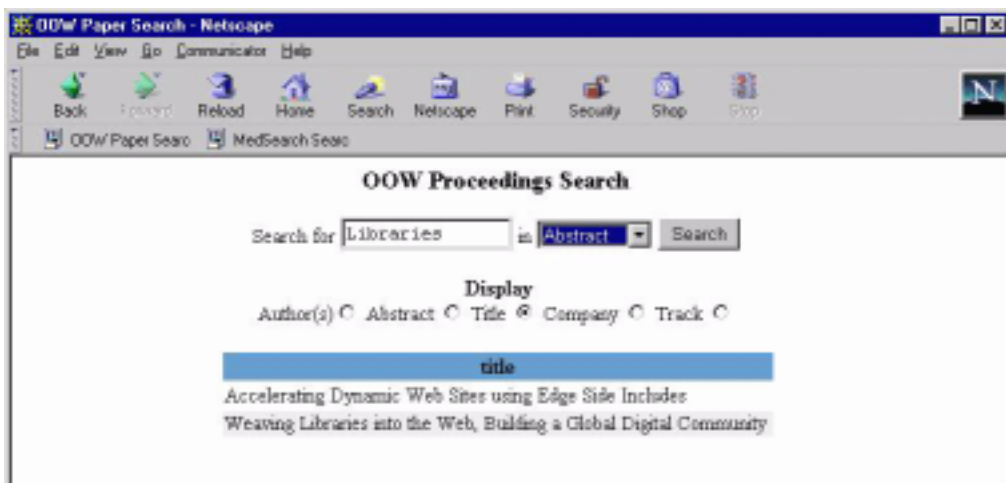 OOW Paper Search - Netscape
File Edit View Go Communicator Help
Back Forward Reload Home Search Netscape Print Security Shop Stop
N
OOW Paper Searc MedSearch Searc
OOW Proceedings Search
Search for Libraries in Abstract Search
Display
Author(s) Abstract Title Company Track
title
Accelerating Dynamic Web Sites using Edge Side Includes
Weaving Libraries into the Web, Building a Global Digital Community